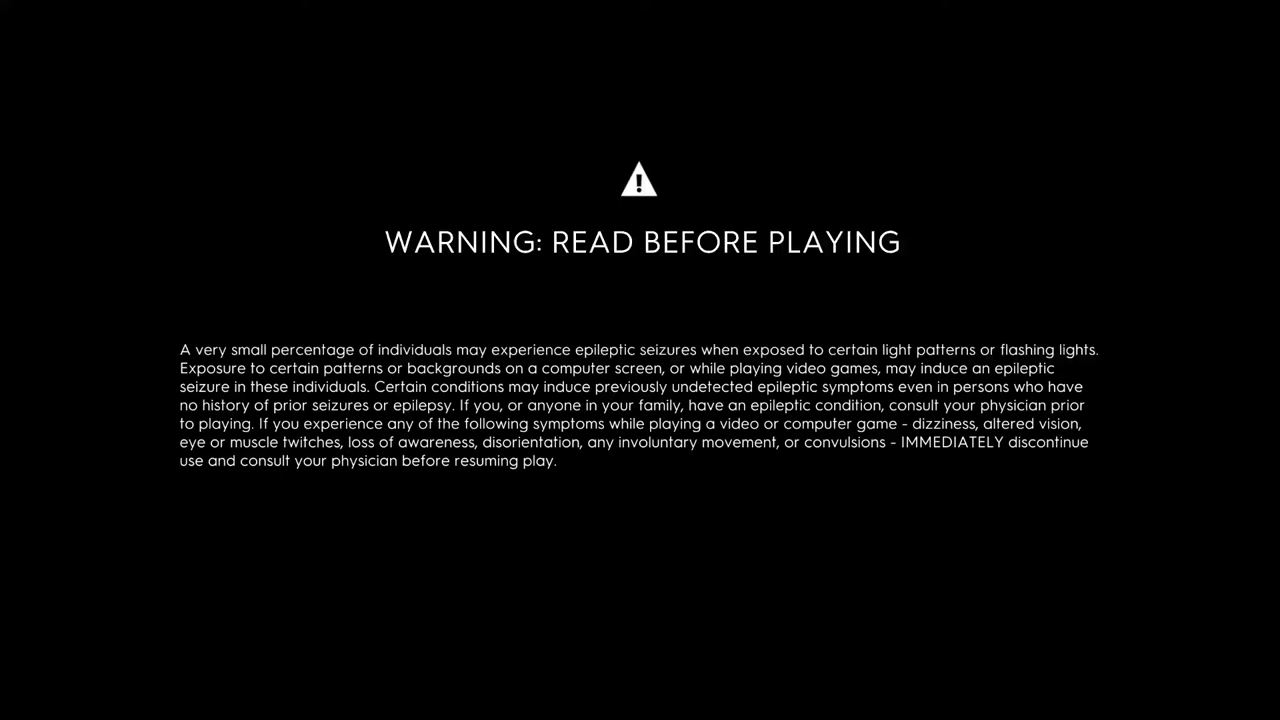 WARNING: READ BEFORE PLAYING
A very small percentage of individuals may experience epileptic seizures when exposed to certain light patterns or flashing lights.
Exposure to certain patterns or backgrounds on a computer screen, or while playing video games, may induce an epileptic
seizure in these individuals. Certain conditions may induce previously undetected epileptic symptoms even in persons who have
no history of prior seizures or epilepsy. If you, or anyone in your family, have an epileptic condition, consult your physician prior
to playing. If you experience any of the following symptoms while playing a video or computer game - dizziness, altered vision,
eye or muscle twitches, loss of awareness, disorientation, any involuntary movement, or convulsions - IMMEDIATELY discontinue
use and consult your physician before resuming play.